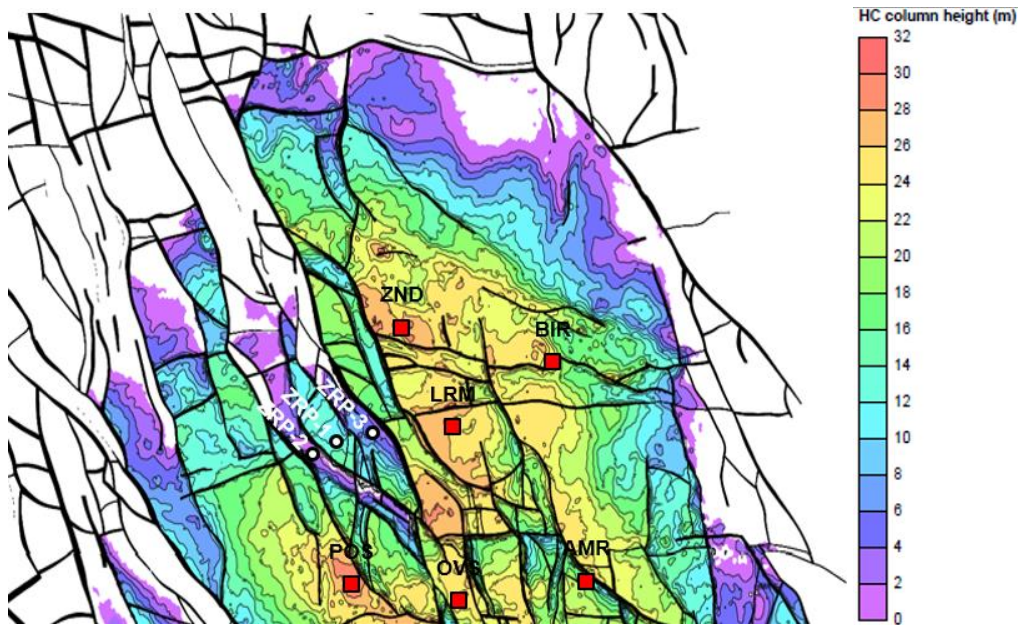 HC column height (m)
32
30
28
26
24
22
20
18
16
14
12
10
8
6
4
2
0
ZND
BIR
LRM
ZRP-3
ZRP-1
ZRP-2
POS
OVS
AMR